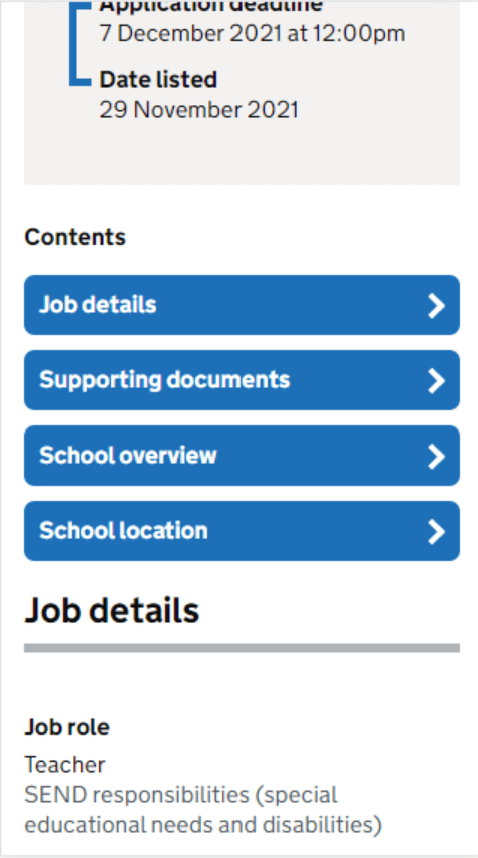 Application deadline
7 December 2021 at 12:00pm
Date listed
29 November 2021
Contents
Job details
Supporting documents
School overview
School location
Job details
Job role
Teacher
SEND responsibilities (special
educational needs and disabilities)